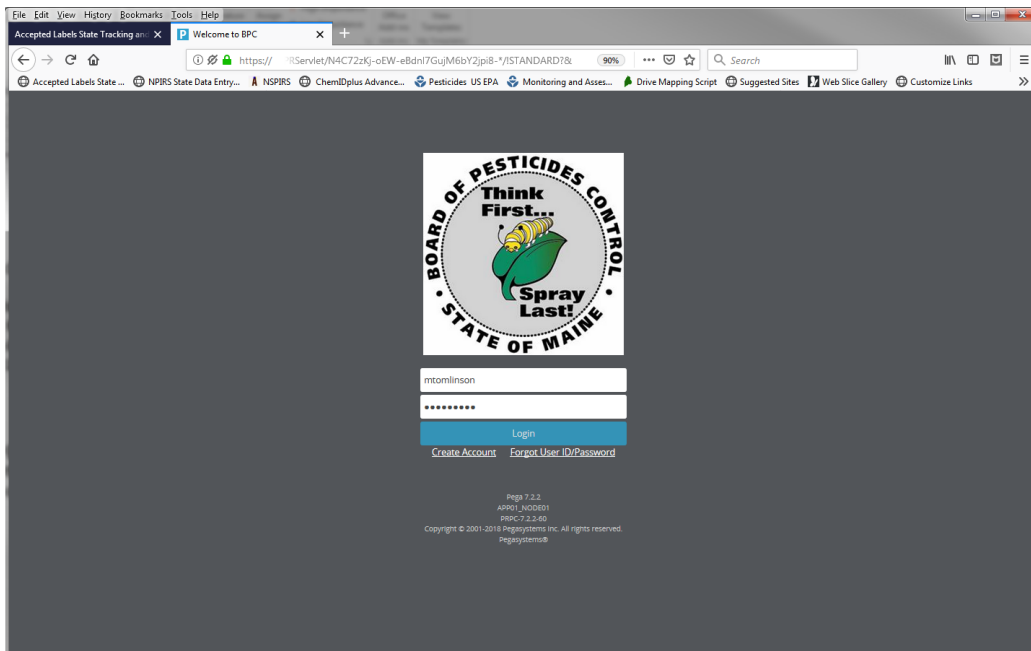 File Edit View History Bookmarks Tools Help
Accepted Labels State Tracking and
Welcome to BPC
https:// RServlet/N4C72zKj-oEW-eBdnl7GujM6bY2jpi8-*/!STANDARD?& 90% Search
Accepted Labels State ... NPIRS State Data Entry... NSPIRS ChemIDplus Advance... Pesticides US EPA Monitoring and Asses... Drive Mapping Script Suggested Sites Web Slice Gallery Customize Links
BOARD OF PESTICIDES CONTROL
Think
First...
Spray
Last!
STATE OF MAINE
mtomlinson
Login
Create Account Forgot User ID/Password
Pega 7.2.2
APP01_NODE01
PRPC-7.2.2-60
Copyright © 2001-2018 Pegasystems Inc. All rights reserved.
Pegasystems®